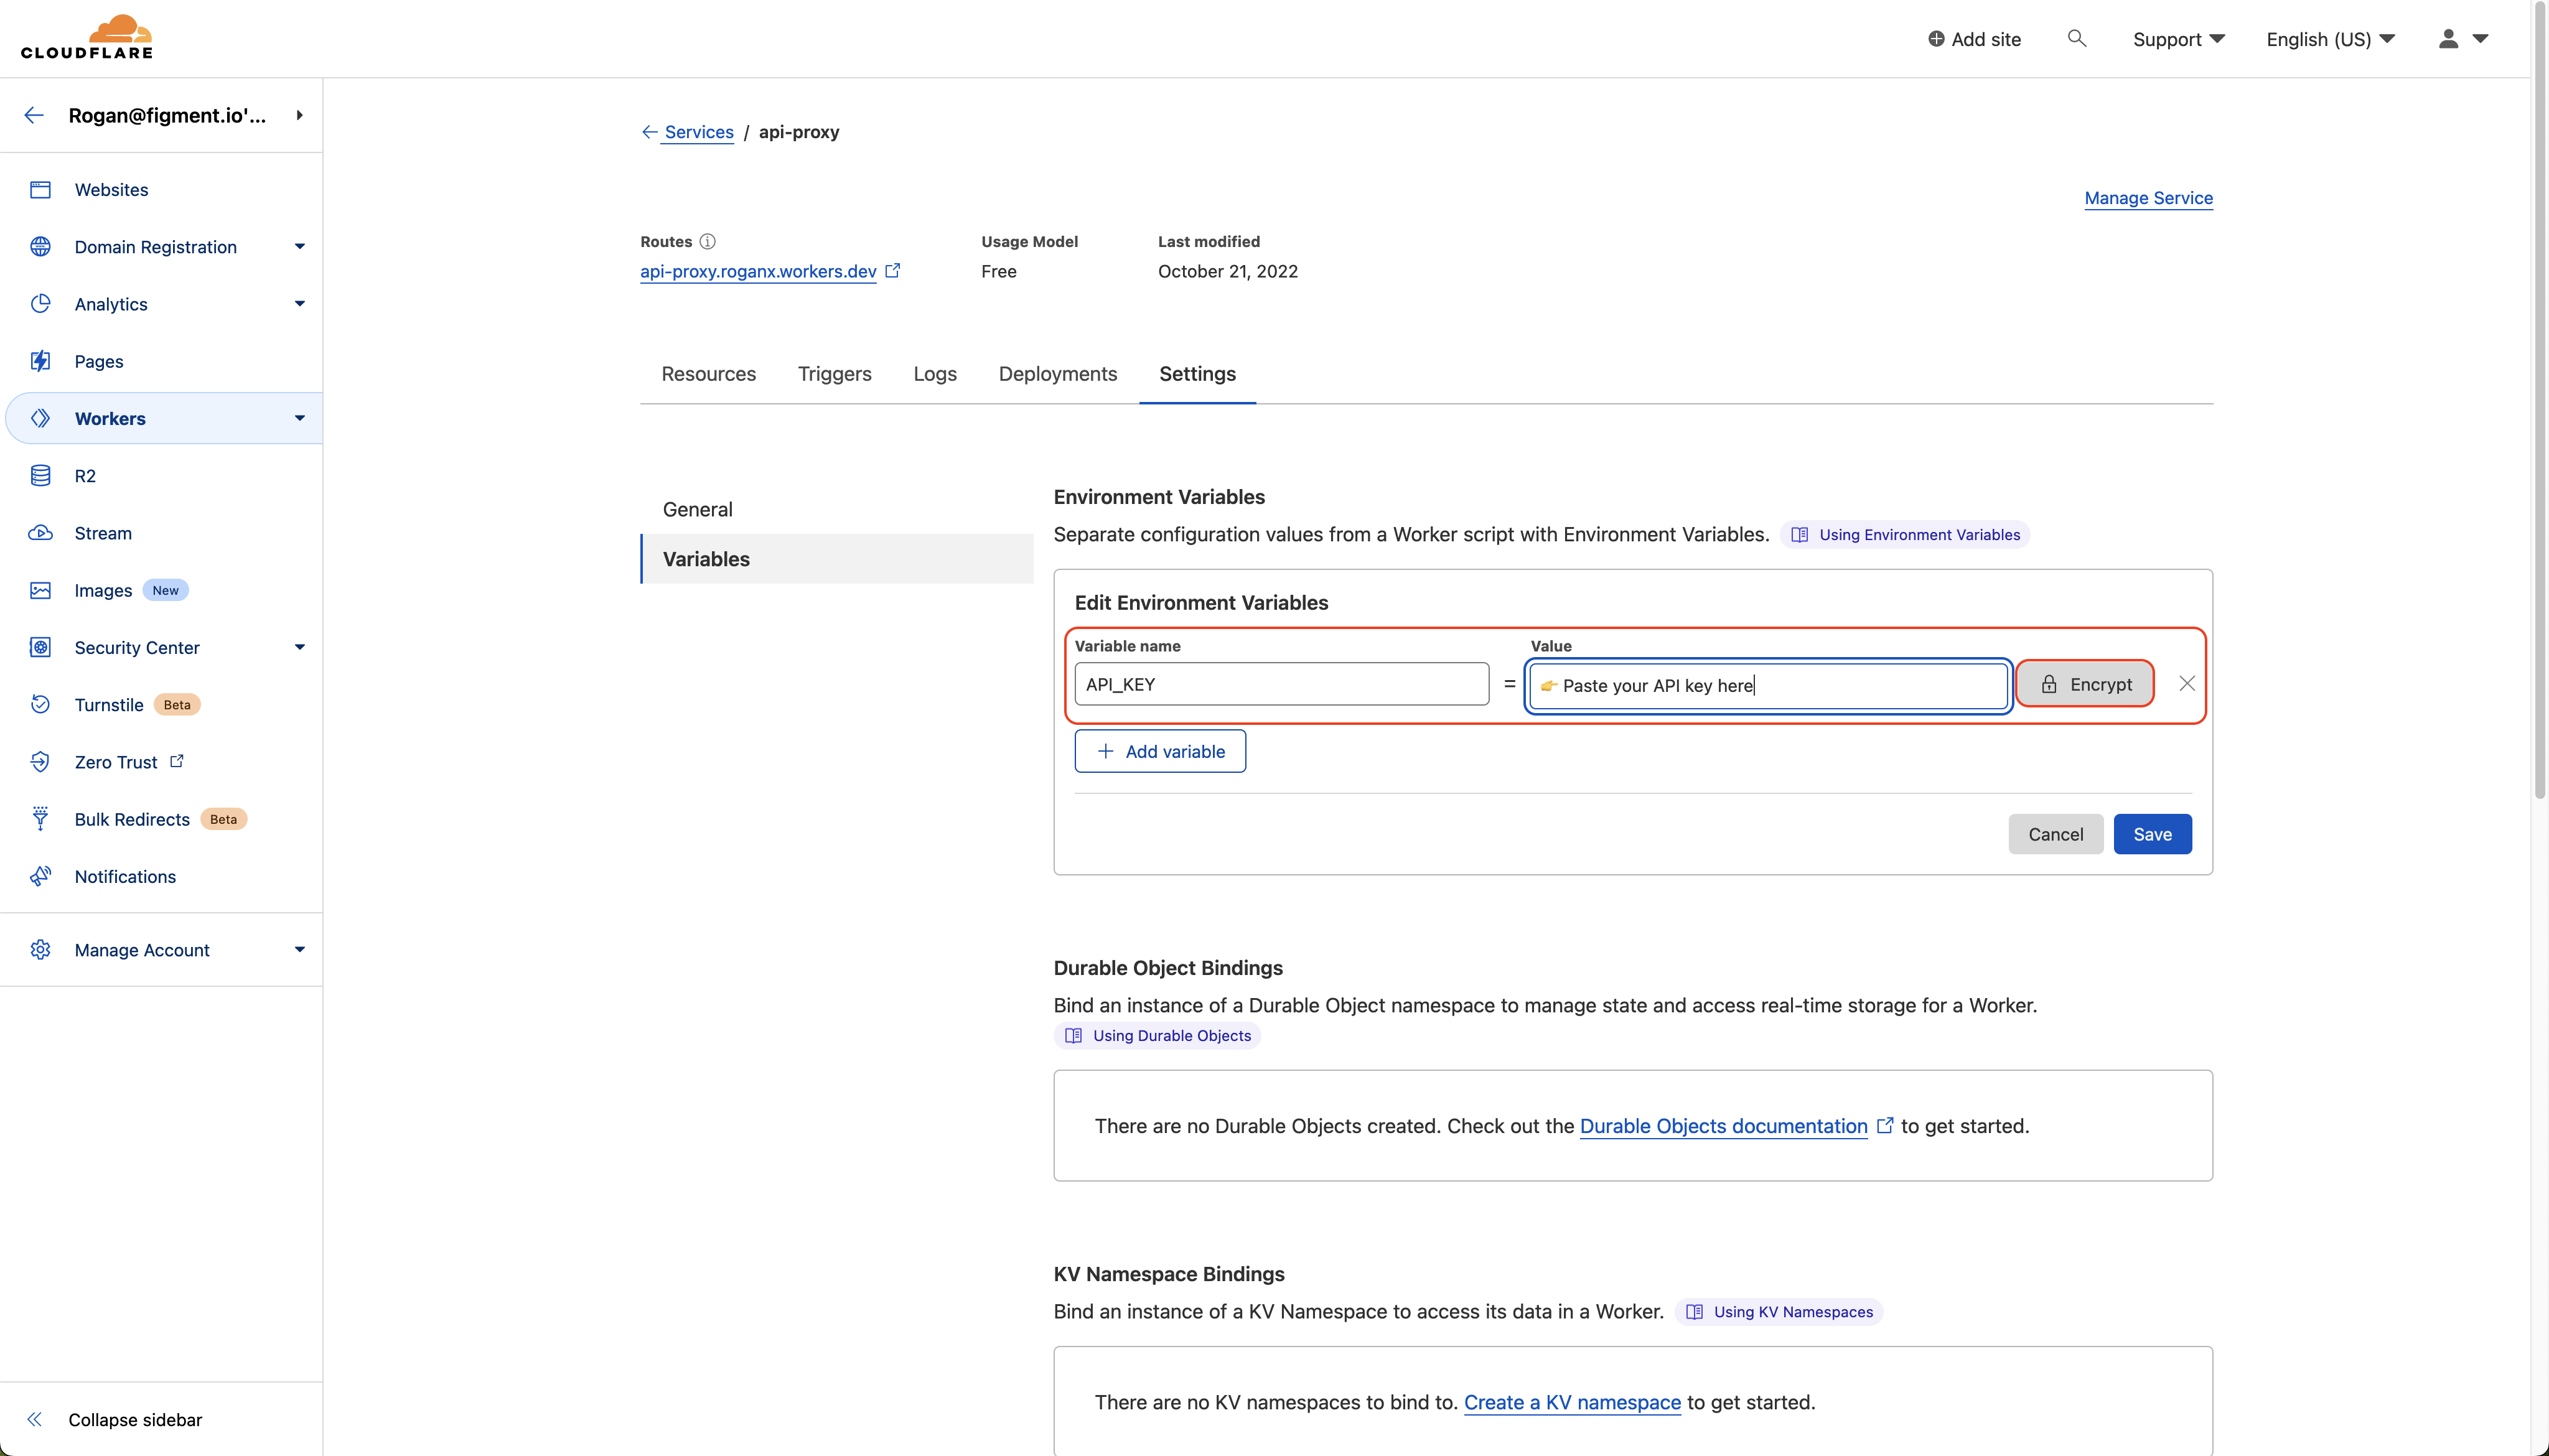 CLOUDFLARE
Add site
Support
English (US)
Rogan@figment.io'...
Websites
Domain Registration
Analytics
Pages
Workers
R2
Stream
Images New
Security Center
Turnstile Beta
Zero Trust
Bulk Redirects Beta
Notifications
Manage Account
Collapse sidebar
Services / api-proxy
Manage Service
Routes Usage Model Last modified
api-proxy.roganx.workers.dev Free October 21, 2022
Resources Triggers Logs Deployments Settings
General
Variables
Environment Variables
Separate configuration values from a Worker script with Environment Variables. Using Environment Variables
Edit Environment Variables
Variable name Value
API_KEY = 👉 Paste your API key here Encrypt
Add variable
Cancel Save
Durable Object Bindings
Bind an instance of a Durable Object namespace to manage state and access real-time storage for a Worker.
Using Durable Objects
There are no Durable Objects created. Check out the Durable Objects documentation to get started.
KV Namespace Bindings
Bind an instance of a KV Namespace to access its data in a Worker. Using KV Namespaces
There are no KV namespaces to bind to. Create a KV namespace to get started.